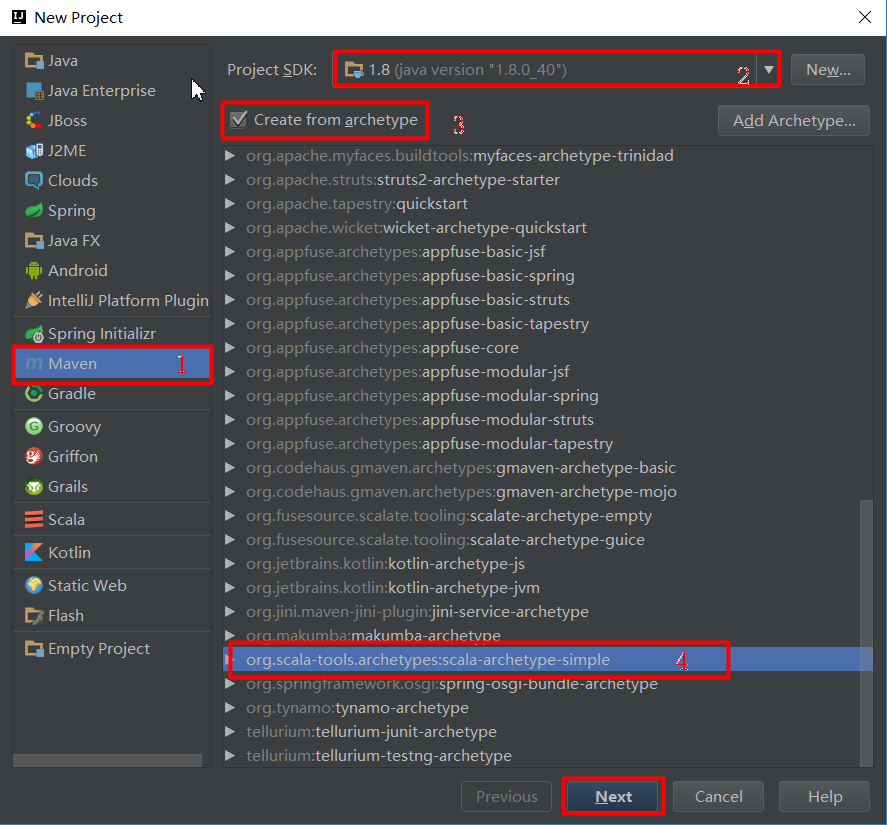 New Project
Java
Java Enterprise
JBoss
J2ME
Clouds
Spring
Java FX
Android
IntelliJ Platform Plugin
Spring Initializr
Maven 1
Gradle
Groovy
Griffon
Grails
Scala
Kotlin
Static Web
Flash
Empty Project
Project SDK: 1.8 (java version "1.8.0_40") 2 New...
Create from archetype 3 Add Archetype...
org.apache.myfaces.buildtools:myfaces-archetype-trinidad
org.apache.struts:struts2-archetype-starter
org.apache.tapestry:quickstart
org.apache.wicket:wicket-archetype-quickstart
org.appfuse.archetypes:appfuse-basic-jsf
org.appfuse.archetypes:appfuse-basic-spring
org.appfuse.archetypes:appfuse-basic-struts
org.appfuse.archetypes:appfuse-basic-tapestry
org.appfuse.archetypes:appfuse-core
org.appfuse.archetypes:appfuse-modular-jsf
org.appfuse.archetypes:appfuse-modular-spring
org.appfuse.archetypes:appfuse-modular-struts
org.appfuse.archetypes:appfuse-modular-tapestry
org.codehaus.gmaven.archetypes:gmaven-archetype-basic
org.codehaus.gmaven.archetypes:gmaven-archetype-mojo
org.fusesource.scalate.tooling:scalate-archetype-empty
org.fusesource.scalate.tooling:scalate-archetype-guice
org.jetbrains.kotlin:kotlin-archetype-js
org.jetbrains.kotlin:kotlin-archetype-jvm
org.jini.maven-jini-plugin:jini-service-archetype
org.makumba:makumba-archetype
org.scala-tools.archetypes:scala-archetype-simple 4
org.springframework.osgi:spring-osgi-bundle-archetype
org.tynamo:tynamo-archetype
tellurium:tellurium-junit-archetype
tellurium:tellurium-testng-archetype
Previous Next Cancel Help